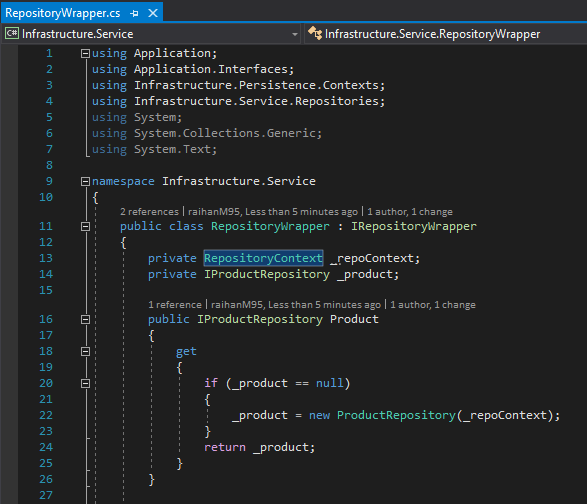 RepositoryWrapper.cs
C# Infrastructure.Service Infrastructure.Service.RepositoryWrapper
1 using Application;
2 using Application.Interfaces;
3 using Infrastructure.Persistence.Contexts;
4 using Infrastructure.Service.Repositories;
5 using System;
6 using System.Collections.Generic;
7 using System.Text;
8
9 namespace Infrastructure.Service
10 {
2 references | raihanM95, Less than 5 minutes ago | 1 author, 1 change
11 public class RepositoryWrapper : IRepositoryWrapper
12 {
13 private RepositoryContext _repoContext;
14 private IProductRepository _product;
15
1 reference | raihanM95, Less than 5 minutes ago | 1 author, 1 change
16 public IProductRepository Product
17 {
18 get
19 {
20 if (_product == null)
21 {
22 _product = new ProductRepository(_repoContext);
23 }
24 return _product;
25 }
26 }
27